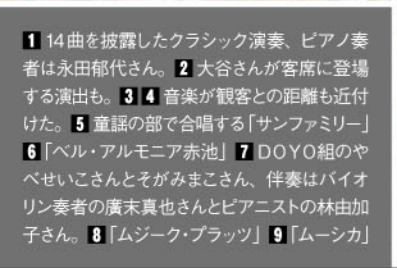 1 14曲を披露したクラシック演奏、ピアノ奏
者は永田郁代さん。 2 大谷さんが客席に登場
する演出も。 3 4 音楽が観客との距離も近付
けた。 5 童謡の部で合唱する「サンファミリー」
6 「ベル・アルモニア赤池」 7 DOYO組のや
べせいこさんとそがみまこさん、伴奏はバイオ
リン奏者の廣末真也さんとピアニストの林由加
子さん。 8 「ムジーク・プラッツ」 9 「ムーシカ」